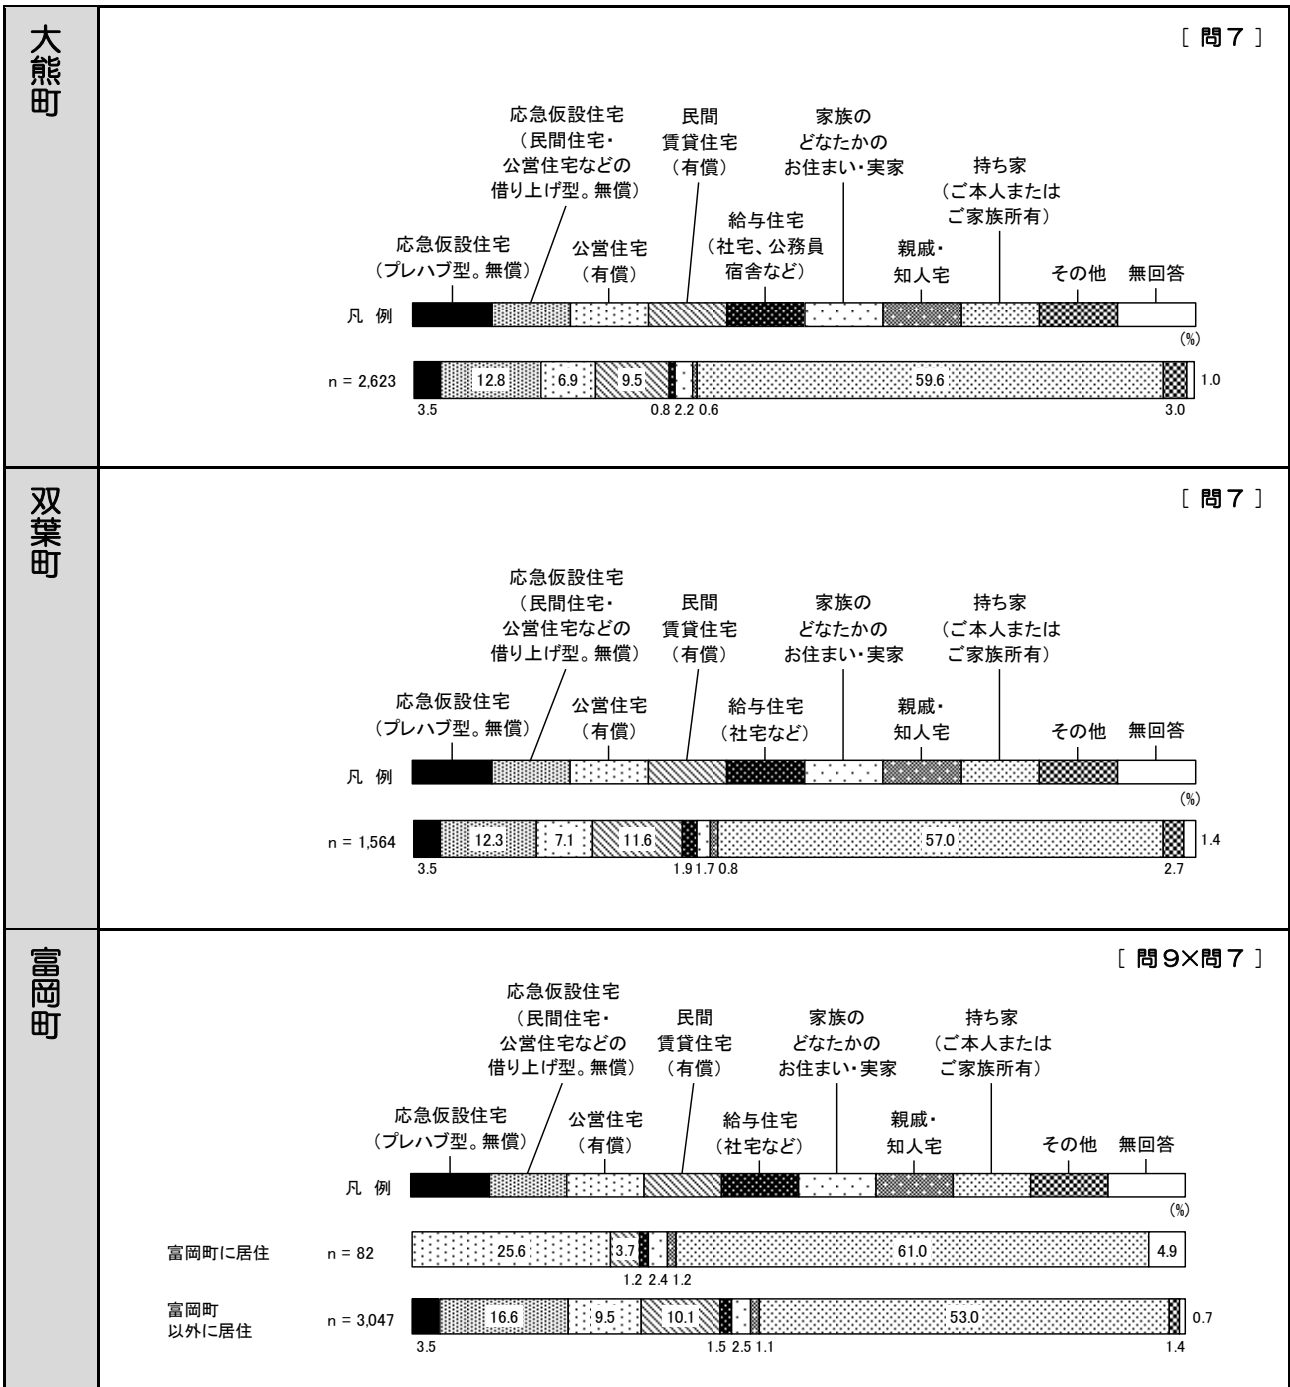 大熊町
［ 問７ ］
応急仮設住宅
（民間住宅・
公営住宅などの
借り上げ型。無償）
民間
賃貸住宅
（有償）
家族の
どなたかの
お住まい・実家
持ち家
（ご本人または
ご家族所有）
応急仮設住宅
（プレハブ型。無償）
公営住宅
（有償）
給与住宅
（社宅、公務員
宿舎など）
親戚・
知人宅
その他
無回答
凡 例
(%)
n = 2,623
12.8
6.9
9.5
59.6
1.0
3.5
0.8
2.2
0.6
3.0
双葉町
［ 問７ ］
応急仮設住宅
（民間住宅・
公営住宅などの
借り上げ型。無償）
民間
賃貸住宅
（有償）
家族の
どなたかの
お住まい・実家
持ち家
（ご本人または
ご家族所有）
応急仮設住宅
（プレハブ型。無償）
公営住宅
（有償）
給与住宅
（社宅など）
親戚・
知人宅
その他
無回答
凡 例
(%)
n = 1,564
12.3
7.1
11.6
57.0
1.4
3.5
1.9
1.7
0.8
2.7
富岡町
［ 問９×問７ ］
応急仮設住宅
（民間住宅・
公営住宅などの
借り上げ型。無償）
民間
賃貸住宅
（有償）
家族の
どなたかの
お住まい・実家
持ち家
（ご本人または
ご家族所有）
応急仮設住宅
（プレハブ型。無償）
公営住宅
（有償）
給与住宅
（社宅など）
親戚・
知人宅
その他
無回答
凡 例
(%)
富岡町に居住
n = 82
25.6
3.7
61.0
4.9
1.2
2.4
1.2
富岡町
以外に居住
n = 3,047
16.6
9.5
10.1
53.0
0.7
3.5
1.5
2.5
1.1
1.4